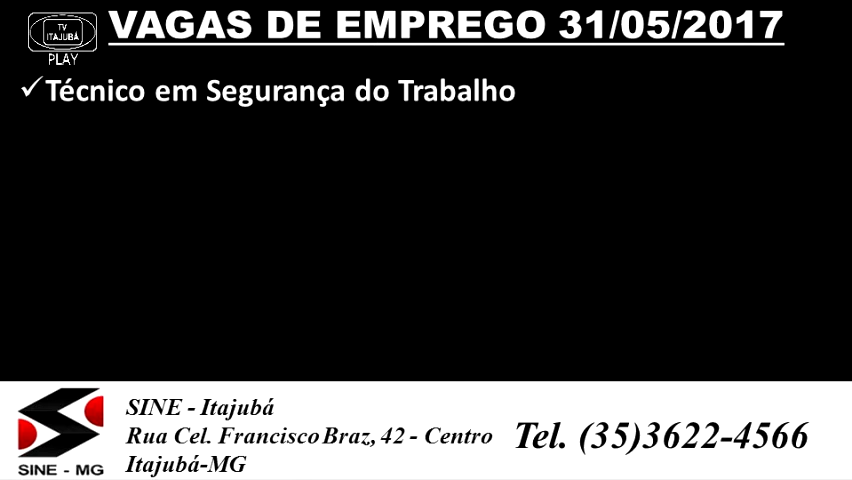 TV
ITAJUBÁ
PLAY
VAGAS DE EMPREGO 31/05/2017
✓Técnico em Segurança do Trabalho
SINE - Itajubá
Rua Cel. Francisco Braz, 42 - Centro
Itajubá-MG
Tel. (35)3622-4566
SINE - MG